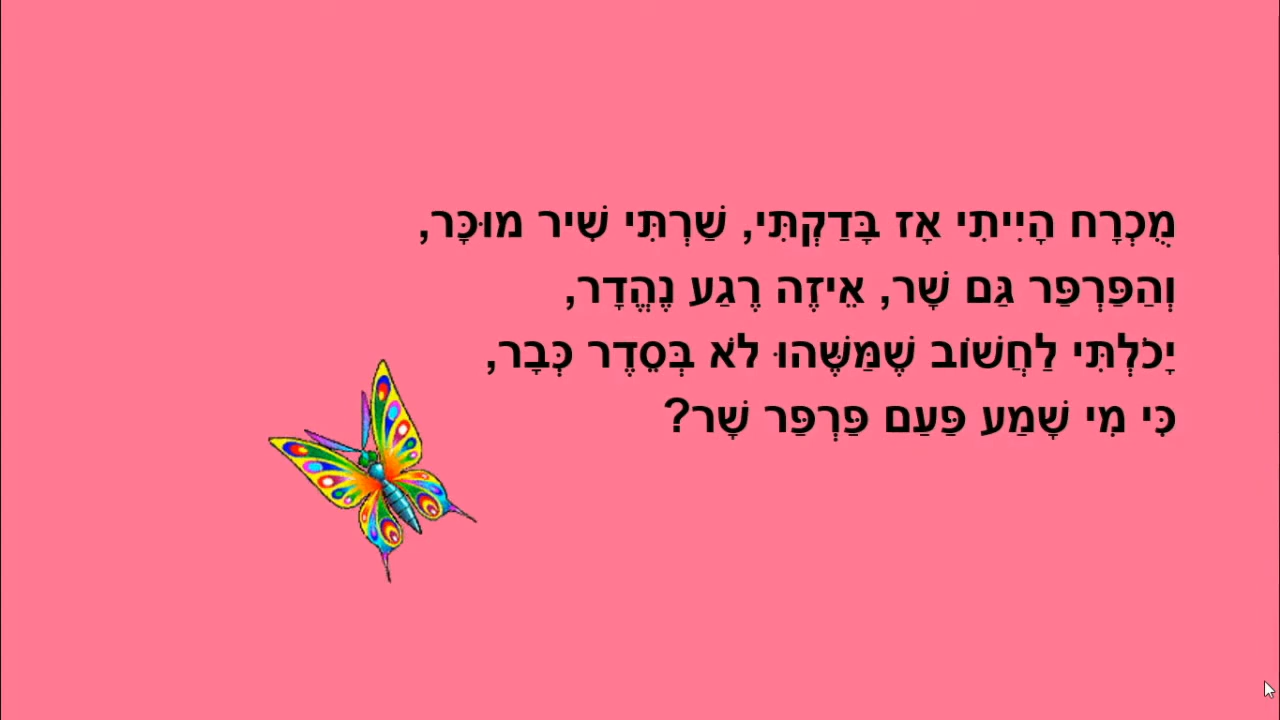 מֻכְרָח הָיִיתִי אָז בָּדַקְתִּי, שַׁרְתִּי שִׁיר מוּכָּר,
וְהַפַּרְפַּר גַּם שָׁר, אֵיזֶה רֶגַע נֶהֱדָר,
יָכֹלְתִּי לַחֲשׁוֹב שֶׁמַּשֶּׁהוּ לֹא בְּסֵדֶר כְּבָר,
כִּי מִי שָׁמַע פַּעַם פַּרְפַּר שָׁר?